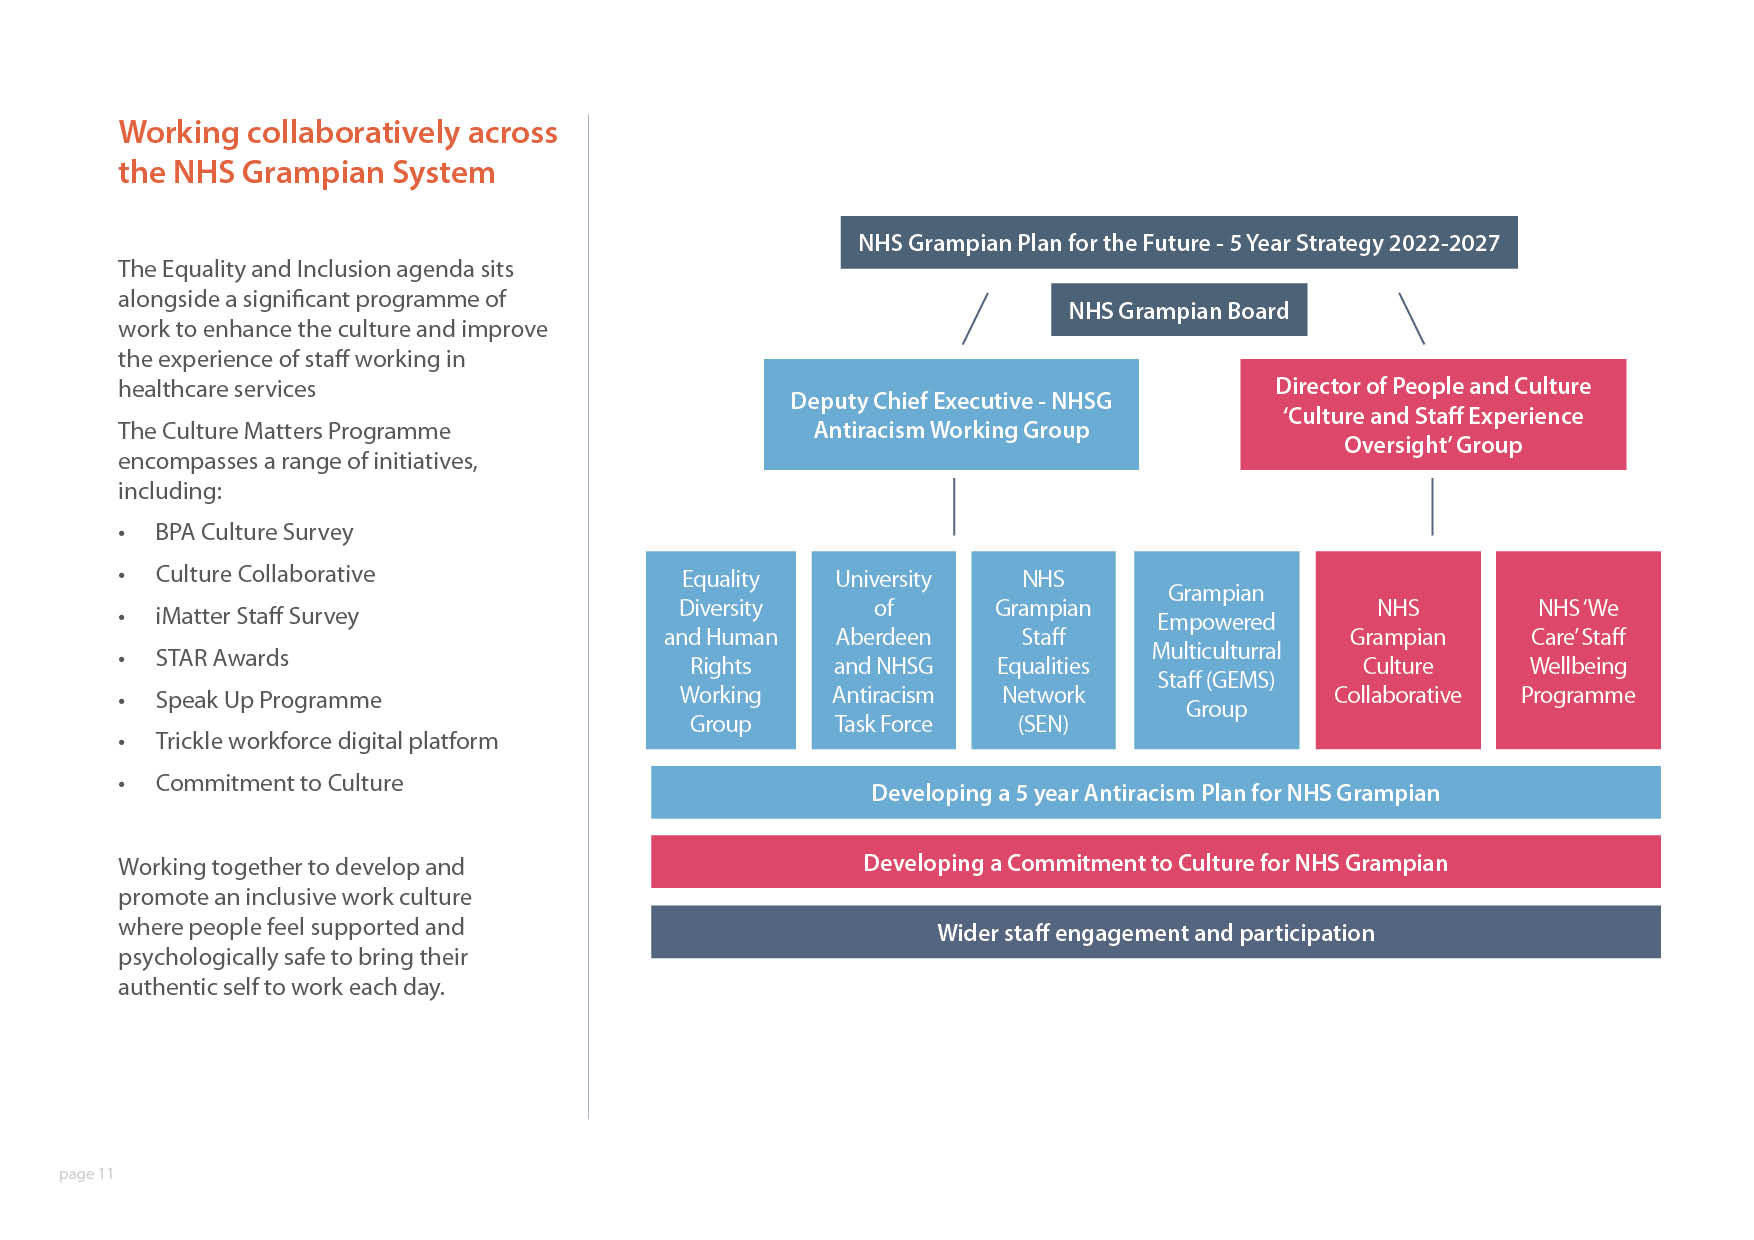 Working collaboratively across
the NHS Grampian System
The Equality and Inclusion agenda sits
alongside a significant programme of
work to enhance the culture and improve
the experience of staff working in
healthcare services
The Culture Matters Programme
encompasses a range of initiatives,
including:
• BPA Culture Survey
• Culture Collaborative
• iMatter Staff Survey
• STAR Awards
• Speak Up Programme
• Trickle workforce digital platform
• Commitment to Culture
Working together to develop and
promote an inclusive work culture
where people feel supported and
psychologically safe to bring their
authentic self to work each day.
NHS Grampian Plan for the Future - 5 Year Strategy 2022-2027
NHS Grampian Board
Deputy Chief Executive - NHSG
Antiracism Working Group
Director of People and Culture
‘Culture and Staff Experience
Oversight’ Group
Equality
Diversity
and Human
Rights
Working
Group
University
of
Aberdeen
and NHSG
Antiracism
Task Force
NHS
Grampian
Staff
Equalities
Network
(SEN)
Grampian
Empowered
Multiculturral
Staff (GEMS)
Group
NHS
Grampian
Culture
Collaborative
NHS ‘We
Care’ Staff
Wellbeing
Programme
Developing a 5 year Antiracism Plan for NHS Grampian
Developing a Commitment to Culture for NHS Grampian
Wider staff engagement and participation
page 11